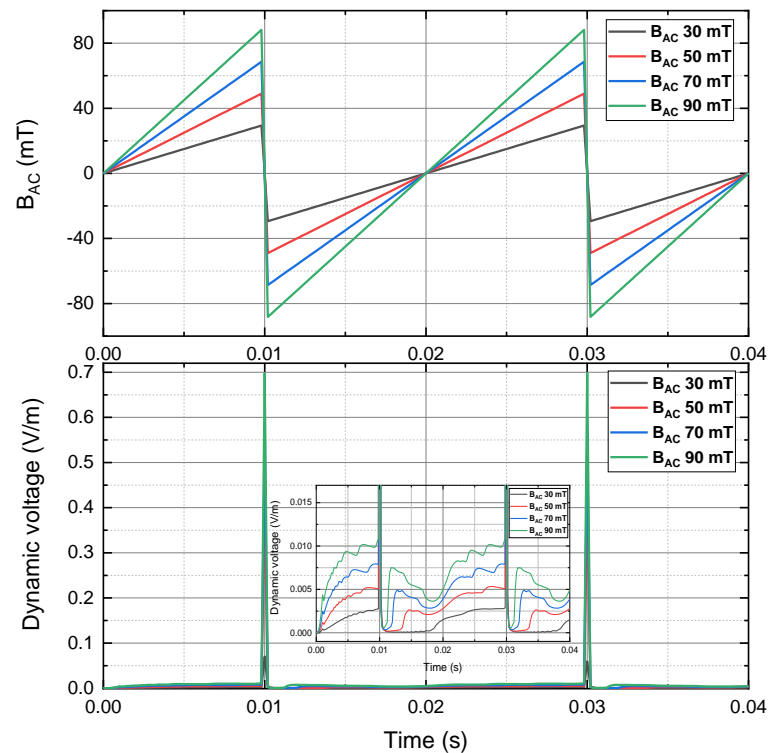 B_AC (mT)
80
40
0
-40
-80
0.00 0.01 0.02 0.03 0.04
B_AC 30 mT
B_AC 50 mT
B_AC 70 mT
B_AC 90 mT
Dynamic voltage (V/m)
0.7
0.6
0.5
0.4
0.3
0.2
0.1
0.0
0.00 0.01 0.02 0.03 0.04
Time (s)
B_AC 30 mT
B_AC 50 mT
B_AC 70 mT
B_AC 90 mT
Dynamic voltage (V/m)
0.015
0.010
0.005
0.000
0.00 0.01 0.02 0.03 0.04
Time (s)
B_AC 30 mT
B_AC 50 mT
B_AC 70 mT
B_AC 90 mT